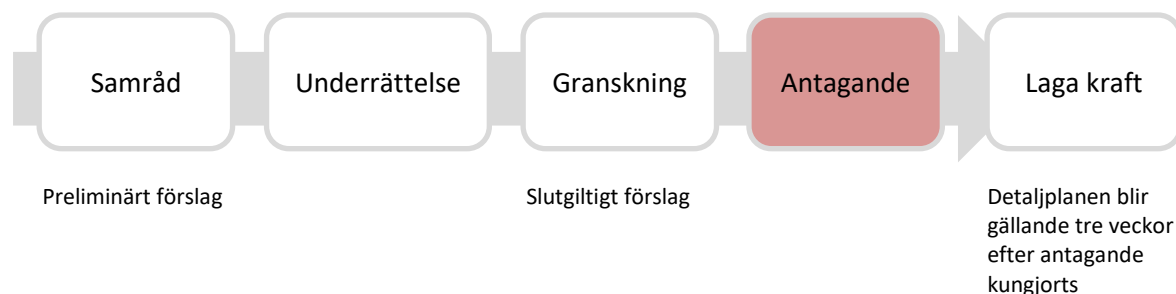 Samråd
Underrättelse
Granskning
Antagande
Laga kraft
Preliminärt förslag
Slutgiltigt förslag
Detaljplanen blir
gällande tre veckor
efter antagande
kungjorts